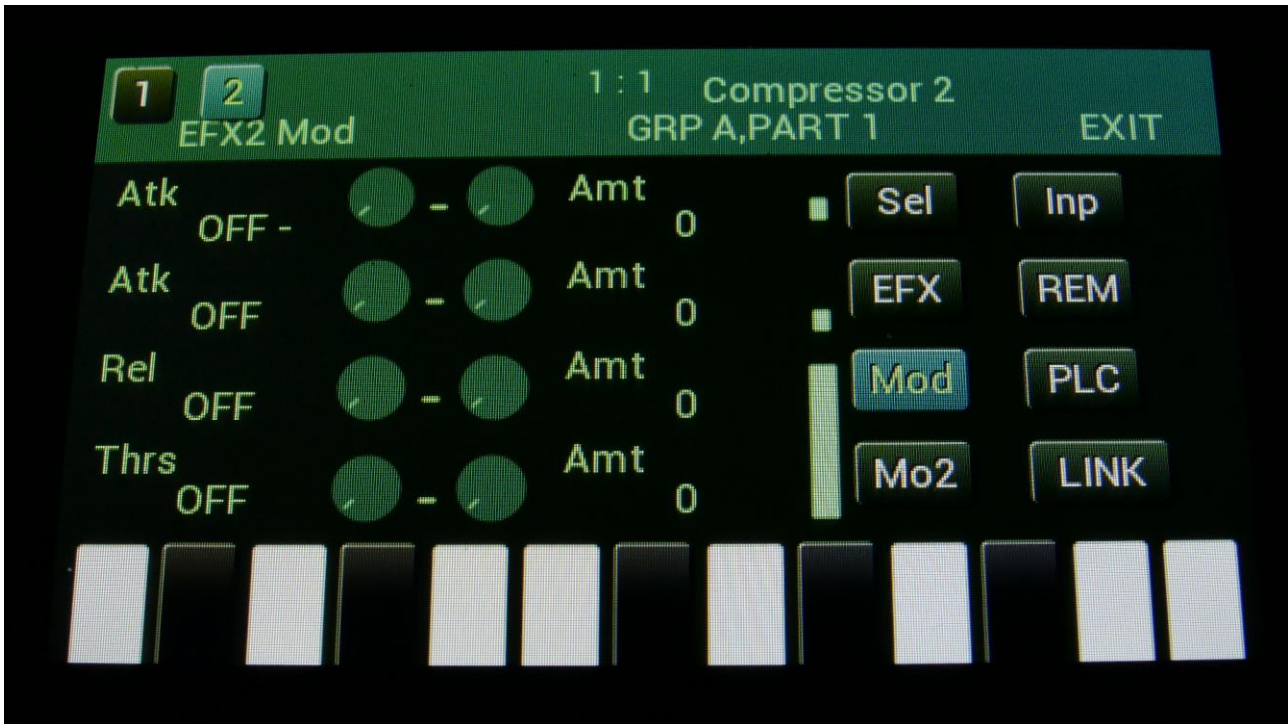 1 2 1 : 1 Compressor 2
EFX2 Mod GRP A,PART 1 EXIT
Atk Amt Sel Inp
OFF - - 0
Atk Amt EFX REM
OFF - 0
Rel Amt Mod PLC
OFF - 0
Thrs Amt Mo2 LINK
OFF - 0